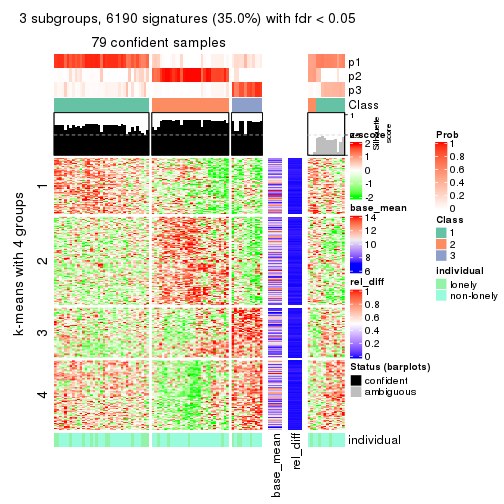 3 subgroups, 6190 signatures (35.0%) with fdr < 0.05
79 confident samples
p1
p2
p3
Class
1
Silhouette score
k-means with 4 groups
1
2
3
4
individual
base_mean
rel_diff
z-score
2
1
0
-1
-2
base_mean
14
12
10
8
6
rel_diff
1
0.8
0.6
0.4
0.2
0
Status (barplots)
confident
ambiguous
Prob
1
0.8
0.6
0.4
0.2
0
Class
1
2
3
individual
lonely
non-lonely